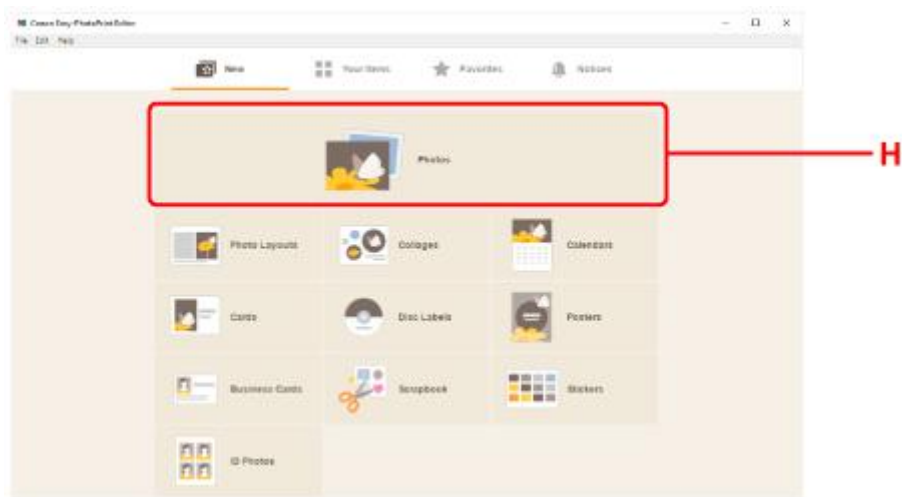 Canon Easy-PhotoPrint Editor
File Edit Help
New Your Items Favorites Notices
Photos
H
Photo Layouts Collages Calendars
Cards Disc Labels Posters
Business Cards Scrapbook Stickers
ID Photos